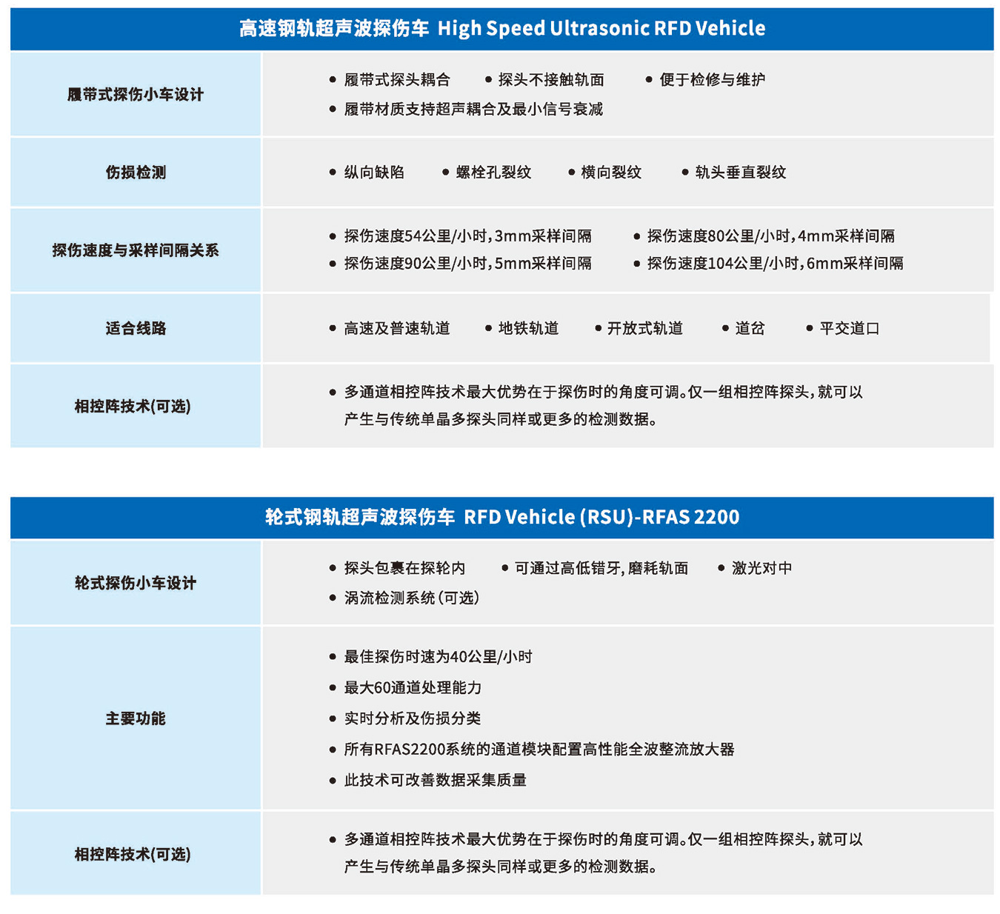 高速钢轨超声波探伤车 High Speed Ultrasonic RFD Vehicle
履带式探伤小车设计
• 履带式探头耦合 • 探头不接触轨面 • 便于检修与维护
• 履带材质支持超声耦合及最小信号衰减
伤损检测
• 纵向缺陷 • 螺栓孔裂纹 • 横向裂纹 • 轨头垂直裂纹
探伤速度与采样间隔关系
• 探伤速度54公里/小时，3mm采样间隔 • 探伤速度80公里/小时，4mm采样间隔
• 探伤速度90公里/小时，5mm采样间隔 • 探伤速度104公里/小时，6mm采样间隔
适合线路
• 高速及普速轨道 • 地铁轨道 • 开放式轨道 • 道岔 • 平交道口
相控阵技术(可选)
• 多通道相控阵技术最大优势在于探伤时的角度可调。仅一组相控阵探头，就可以
产生与传统单晶多探头同样或更多的检测数据。
轮式钢轨超声波探伤车 RFD Vehicle (RSU)-RFAS 2200
轮式探伤小车设计
• 探头包裹在探轮内 • 可通过高低错牙, 磨耗轨面 • 激光对中
• 涡流检测系统（可选）
主要功能
• 最佳探伤时速为40公里/小时
• 最大60通道处理能力
• 实时分析及伤损分类
• 所有RFAS2200系统的通道模块配置高性能全波整流放大器
• 此技术可改善数据采集质量
相控阵技术(可选)
• 多通道相控阵技术最大优势在于探伤时的角度可调。仅一组相控阵探头，就可以
产生与传统单晶多探头同样或更多的检测数据。